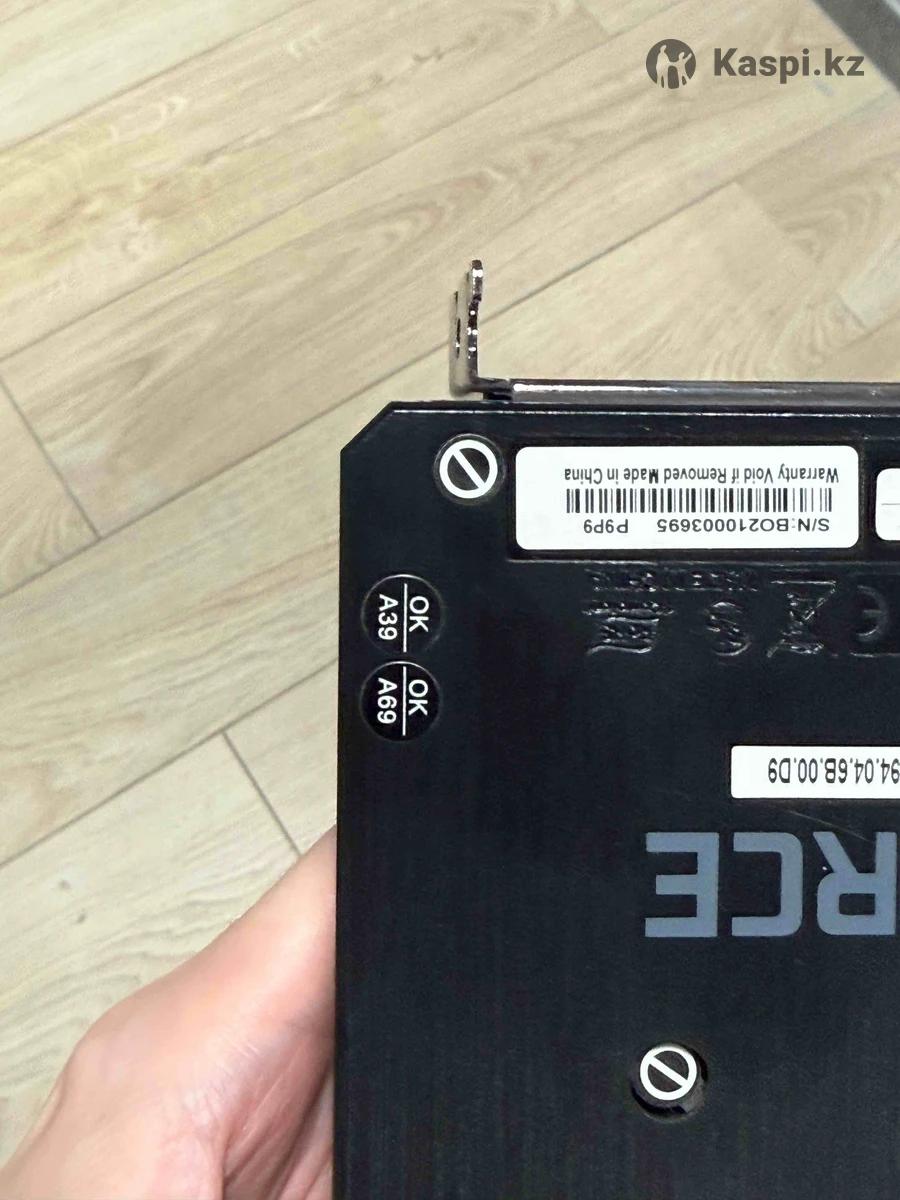 Kaspi.kz
Warranty Void if Removed Made in China
S/N:BO2100003695 P9P9
OK
A39
OK
A69
94.04.6B.00.D9
RCE